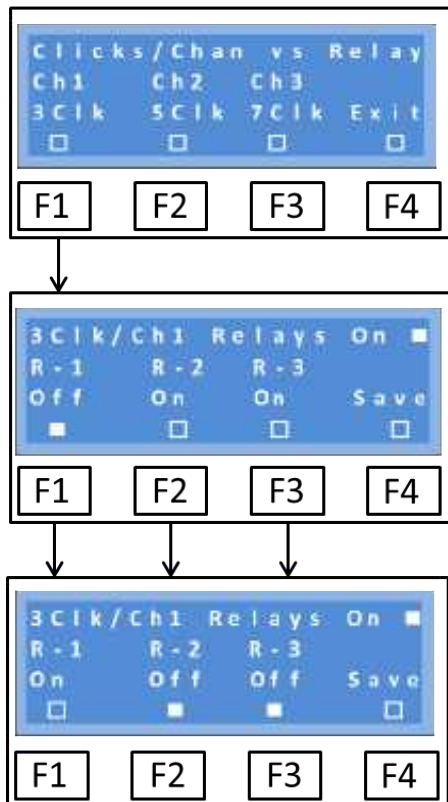 Clicks/Chan vs Relay
Ch1 Ch2 Ch3
3Clk 5Clk 7Clk Exit
F1 F2 F3 F4
3Clk/Ch1 Relays On
R-1 R-2 R-3
Off On On Save
F1 F2 F3 F4
3Clk/Ch1 Relays On
R-1 R-2 R-3
On Off Off Save
F1 F2 F3 F4